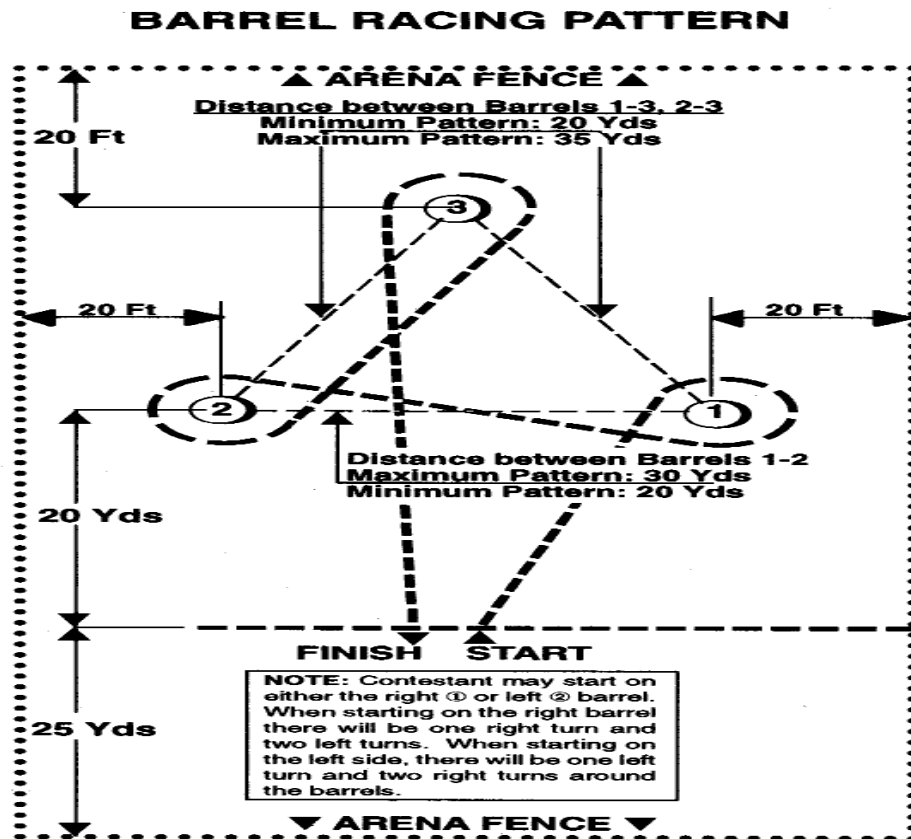 BARREL RACING PATTERN
▲ ARENA FENCE ▲
Distance between Barrels 1-3, 2-3
Minimum Pattern: 20 Yds
Maximum Pattern: 35 Yds
20 Ft
3
20 Ft
20 Ft
2
1
Distance between Barrels 1-2
Maximum Pattern: 30 Yds
Minimum Pattern: 20 Yds
20 Yds
FINISH START
NOTE: Contestant may start on
either the right ① or left ② barrel.
When starting on the right barrel
there will be one right turn and
two left turns. When starting on
the left side, there will be one left
turn and two right turns around
the barrels.
25 Yds
▼ ARENA FENCE ▼